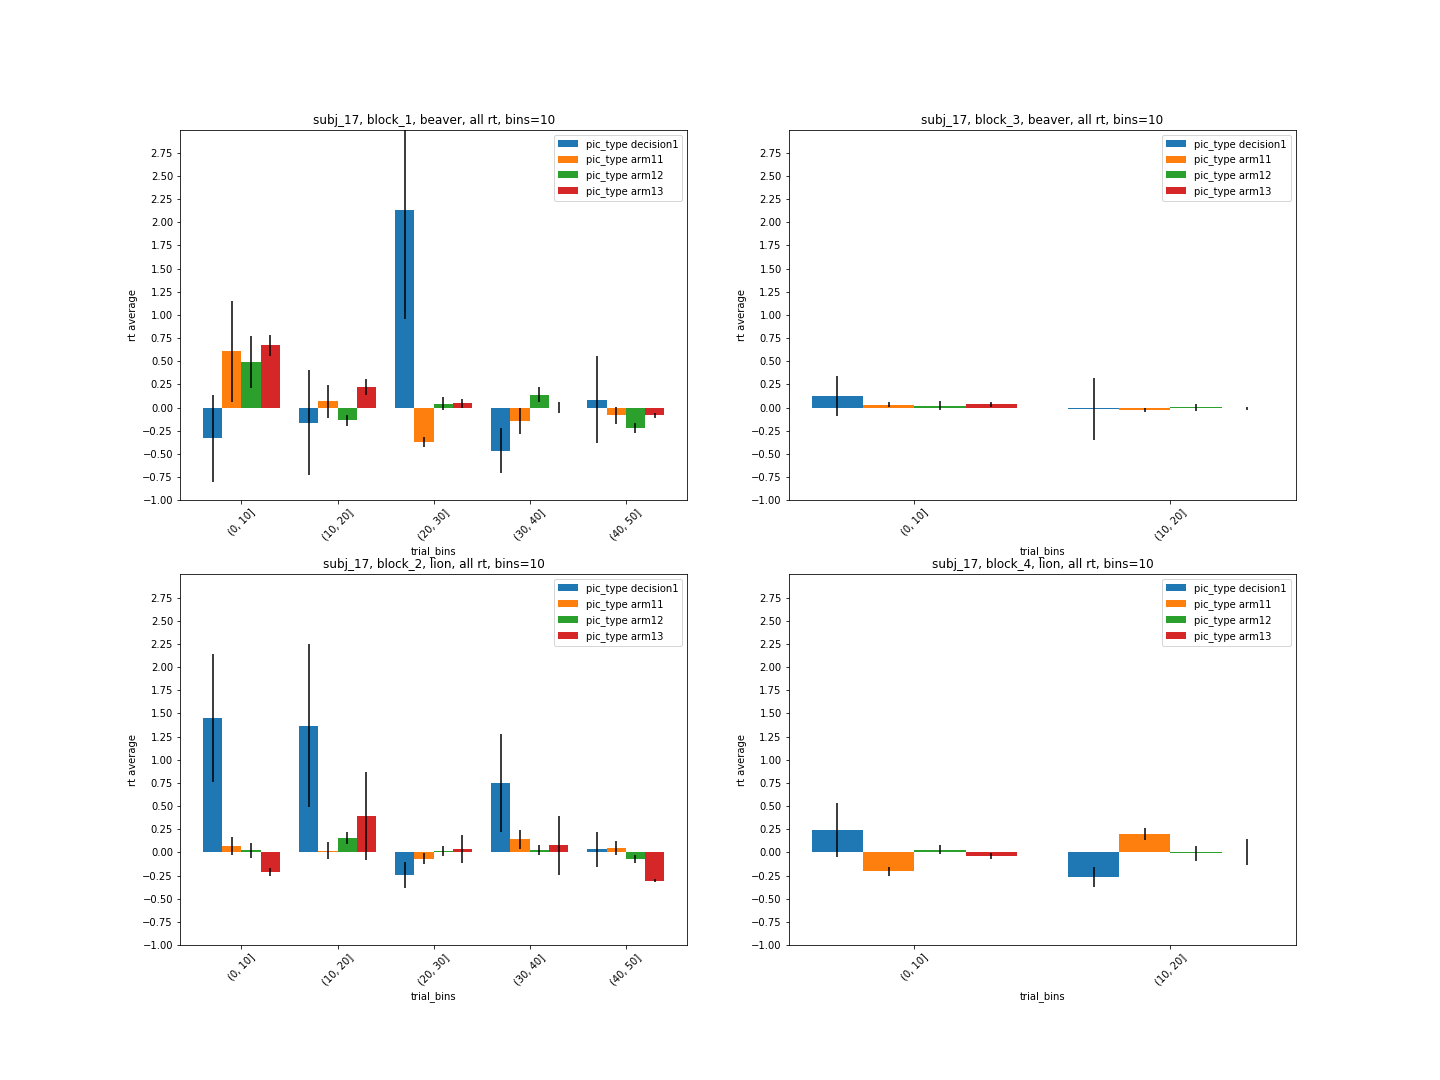 subj_17, block_1, beaver, all rt, bins=10
pic_type decision1
pic_type arm11
pic_type arm12
pic_type arm13
2.75
2.50
2.25
2.00
1.75
1.50
1.25
1.00
0.75
0.50
0.25
0.00
−0.25
−0.50
−0.75
−1.00
rt average
(0, 10]
(10, 20]
(20, 30]
(30, 40]
(40, 50]
trial_bins
subj_17, block_3, beaver, all rt, bins=10
pic_type decision1
pic_type arm11
pic_type arm12
pic_type arm13
2.75
2.50
2.25
2.00
1.75
1.50
1.25
1.00
0.75
0.50
0.25
0.00
−0.25
−0.50
−0.75
−1.00
rt average
(0, 10]
(10, 20]
trial_bins
subj_17, block_2, lion, all rt, bins=10
pic_type decision1
pic_type arm11
pic_type arm12
pic_type arm13
2.75
2.50
2.25
2.00
1.75
1.50
1.25
1.00
0.75
0.50
0.25
0.00
−0.25
−0.50
−0.75
−1.00
rt average
(0, 10]
(10, 20]
(20, 30]
(30, 40]
(40, 50]
trial_bins
subj_17, block_4, lion, all rt, bins=10
pic_type decision1
pic_type arm11
pic_type arm12
pic_type arm13
2.75
2.50
2.25
2.00
1.75
1.50
1.25
1.00
0.75
0.50
0.25
0.00
−0.25
−0.50
−0.75
−1.00
rt average
(0, 10]
(10, 20]
trial_bins